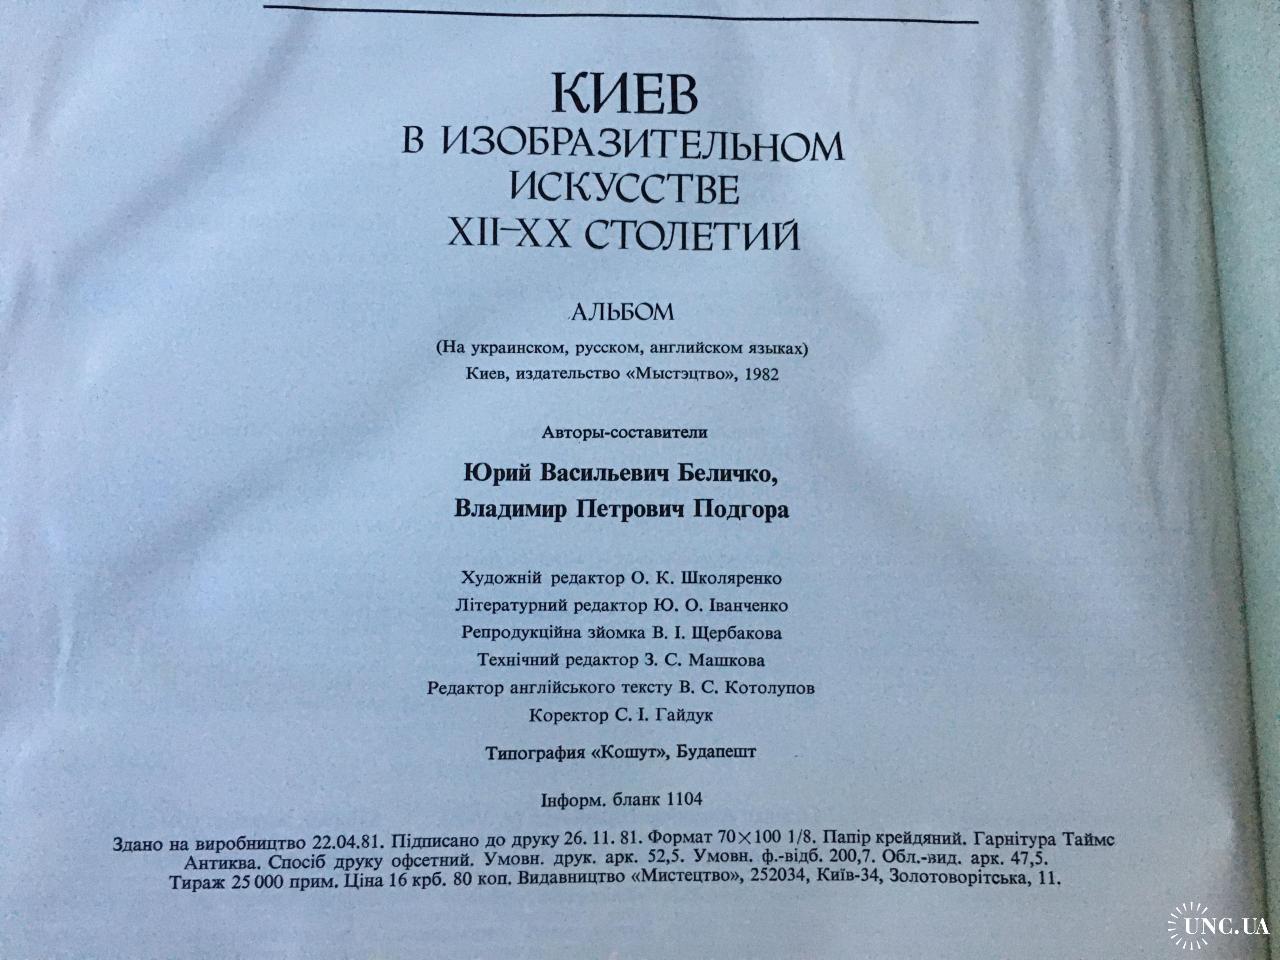 КИЕВ
В ИЗОБРАЗИТЕЛЬНОМ
ИСКУССТВЕ
XII–XX СТОЛЕТИЙ
АЛЬБОМ
(На украинском, русском, английском языках)
Киев, издательство «Мыстэцтво», 1982
Авторы-составители
Юрий Васильевич Беличко,
Владимир Петрович Подгора
Художній редактор О. К. Школяренко
Літературний редактор Ю. О. Іванченко
Репродукційна зйомка В. І. Щербакова
Технічний редактор З. С. Машкова
Редактор англійського тексту В. С. Котолупов
Коректор С. І. Гайдук
Типография «Кошут», Будапешт
Інформ. бланк 1104
Здано на виробництво 22.04.81. Підписано до друку 26. 11. 81. Формат 70×100 1/8. Папір крейдяний. Гарнітура Таймс
Антиква. Спосіб друку офсетний. Умовн. друк. арк. 52,5. Умовн. ф.-відб. 200,7. Обл.-вид. арк. 47,5.
Тираж 25 000 прим. Ціна 16 крб. 80 коп. Видавництво «Мистецтво», 252034, Київ-34, Золотоворітська, 11.
UNC.UA